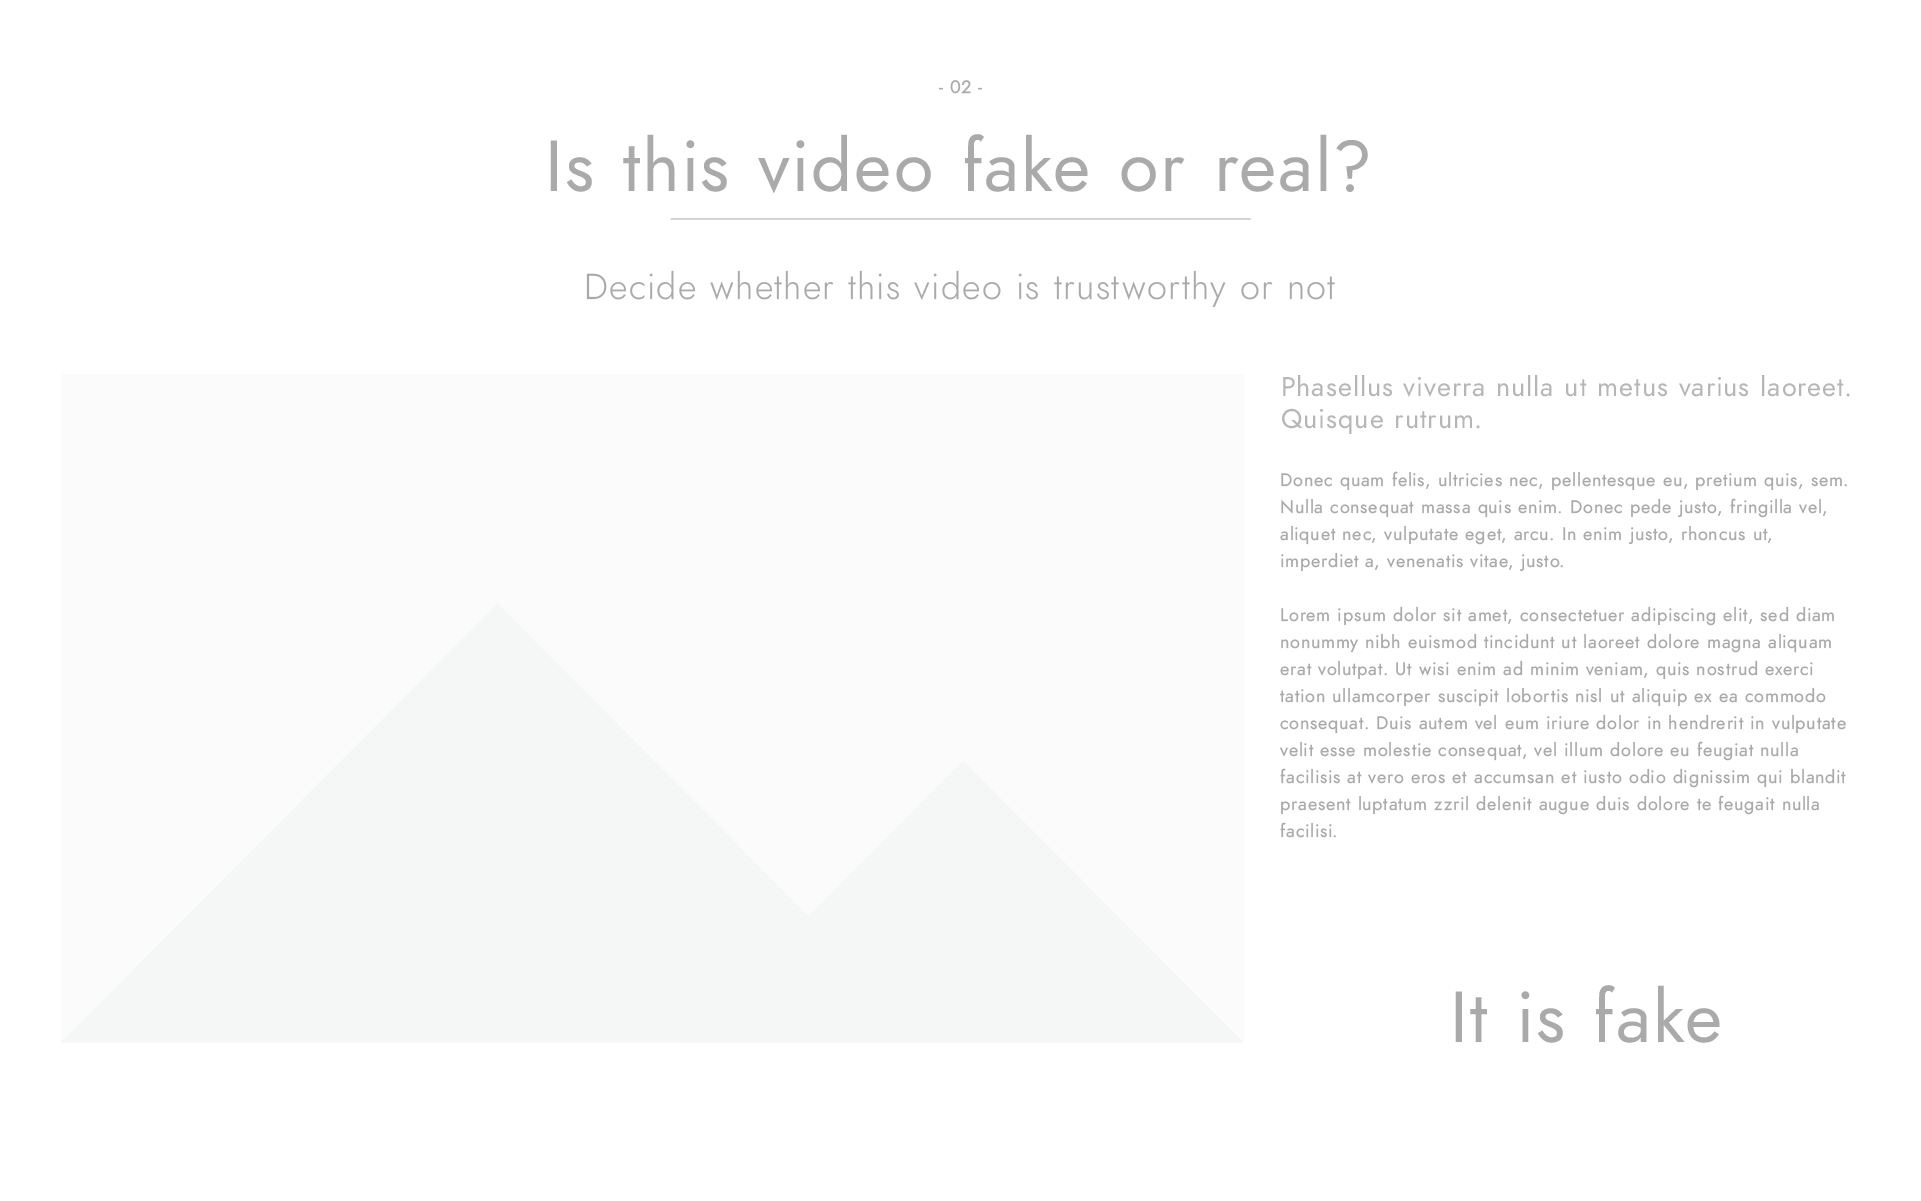 - 02 -
Is this video fake or real?
Decide whether this video is trustworthy or not
Phasellus viverra nulla ut metus varius laoreet.
Quisque rutrum.
Donec quam felis, ultricies nec, pellentesque eu, pretium quis, sem.
Nulla consequat massa quis enim. Donec pede justo, fringilla vel,
aliquet nec, vulputate eget, arcu. In enim justo, rhoncus ut,
imperdiet a, venenatis vitae, justo.
Lorem ipsum dolor sit amet, consectetuer adipiscing elit, sed diam
nonummy nibh euismod tincidunt ut laoreet dolore magna aliquam
erat volutpat. Ut wisi enim ad minim veniam, quis nostrud exerci
tation ullamcorper suscipit lobortis nisl ut aliquip ex ea commodo
consequat. Duis autem vel eum iriure dolor in hendrerit in vulputate
velit esse molestie consequat, vel illum dolore eu feugiat nulla
facilisis at vero eros et accumsan et iusto odio dignissim qui blandit
praesent luptatum zzril delenit augue duis dolore te feugait nulla
facilisi.
It is fake